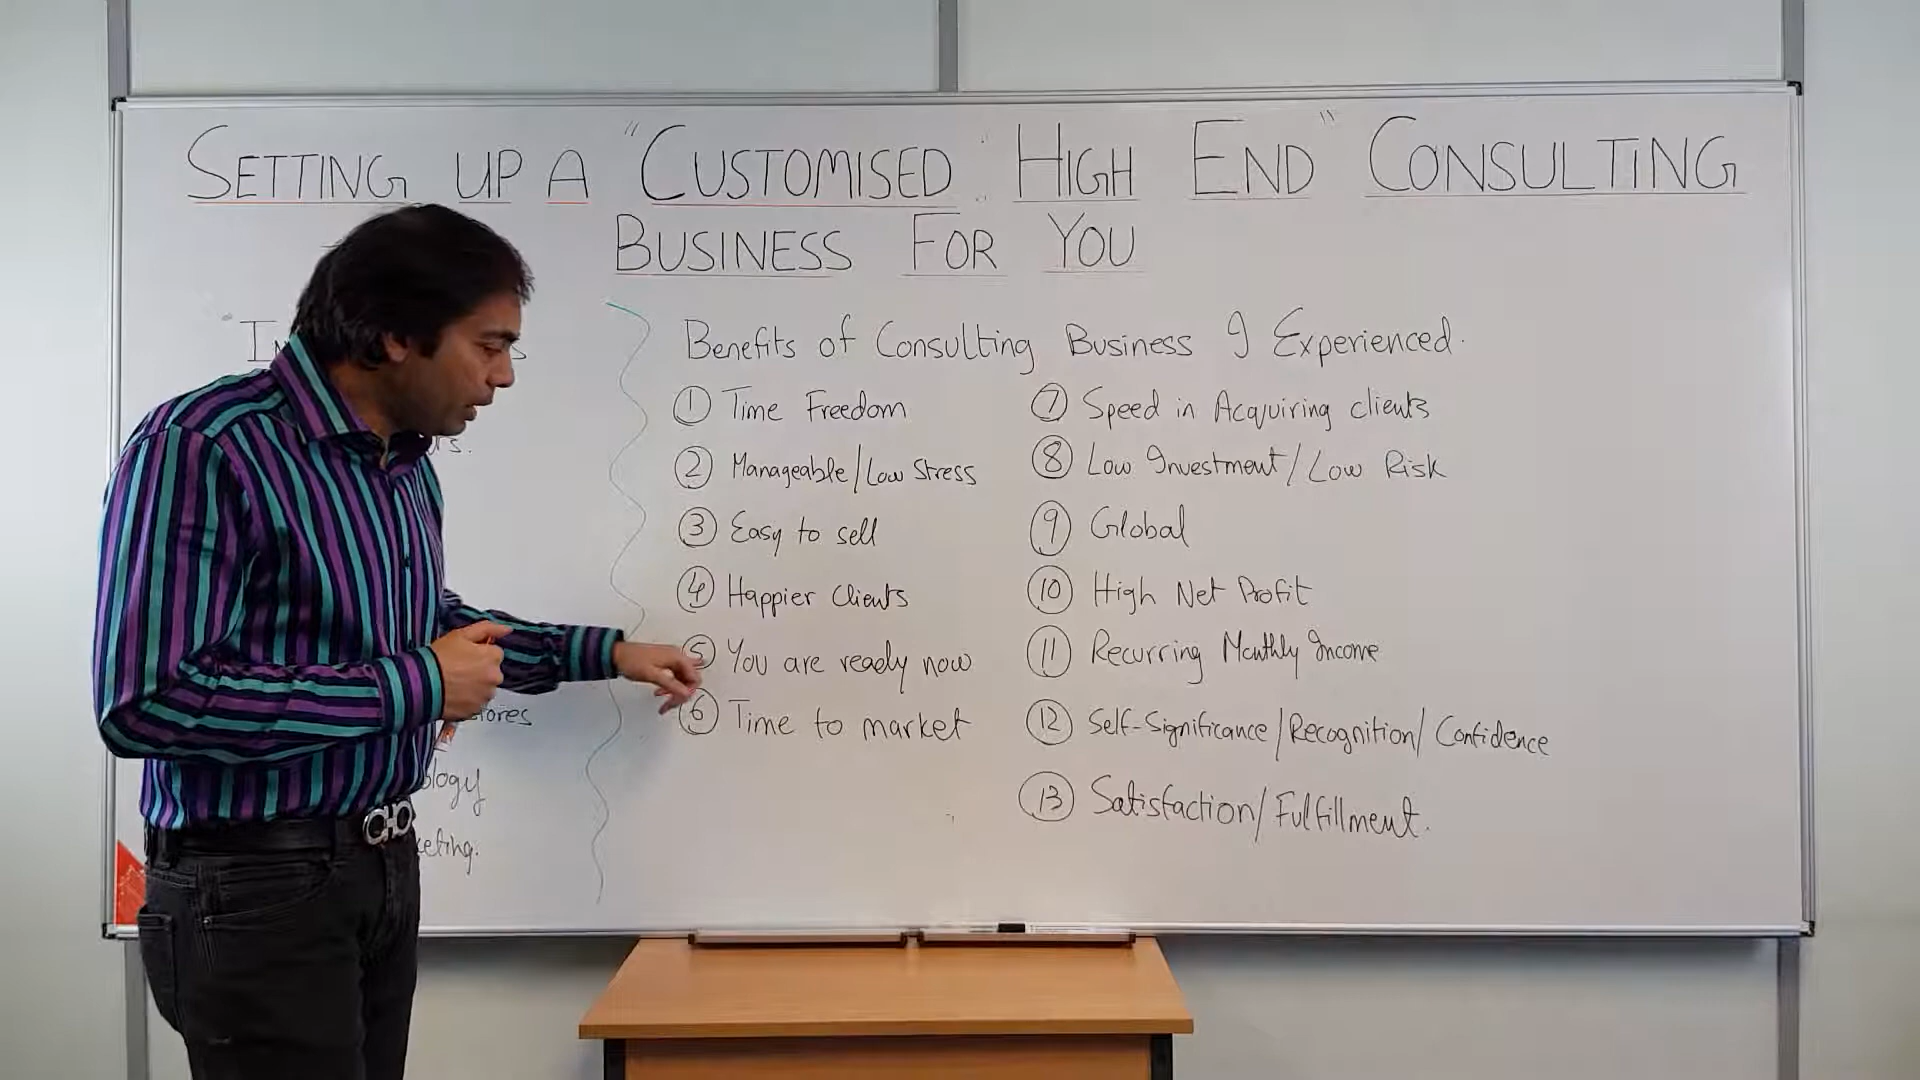 SETTING UP A "CUSTOMISED" HIGH END" CONSULTING
BUSINESS FOR YOU
Benefits of Consulting Business I Experienced.
1 Time Freedom
2 Manageable/Low Stress
3 Easy to sell
4 Happier Clients
5 You are ready now
6 Time to market
7 Speed in Acquiring clients
8 Low Investment/Low Risk
9 Global
10 High Net Profit
11 Recurring Monthly Income
12 Self-Significance/Recognition/Confidence
13 Satisfaction/Fulfillment.